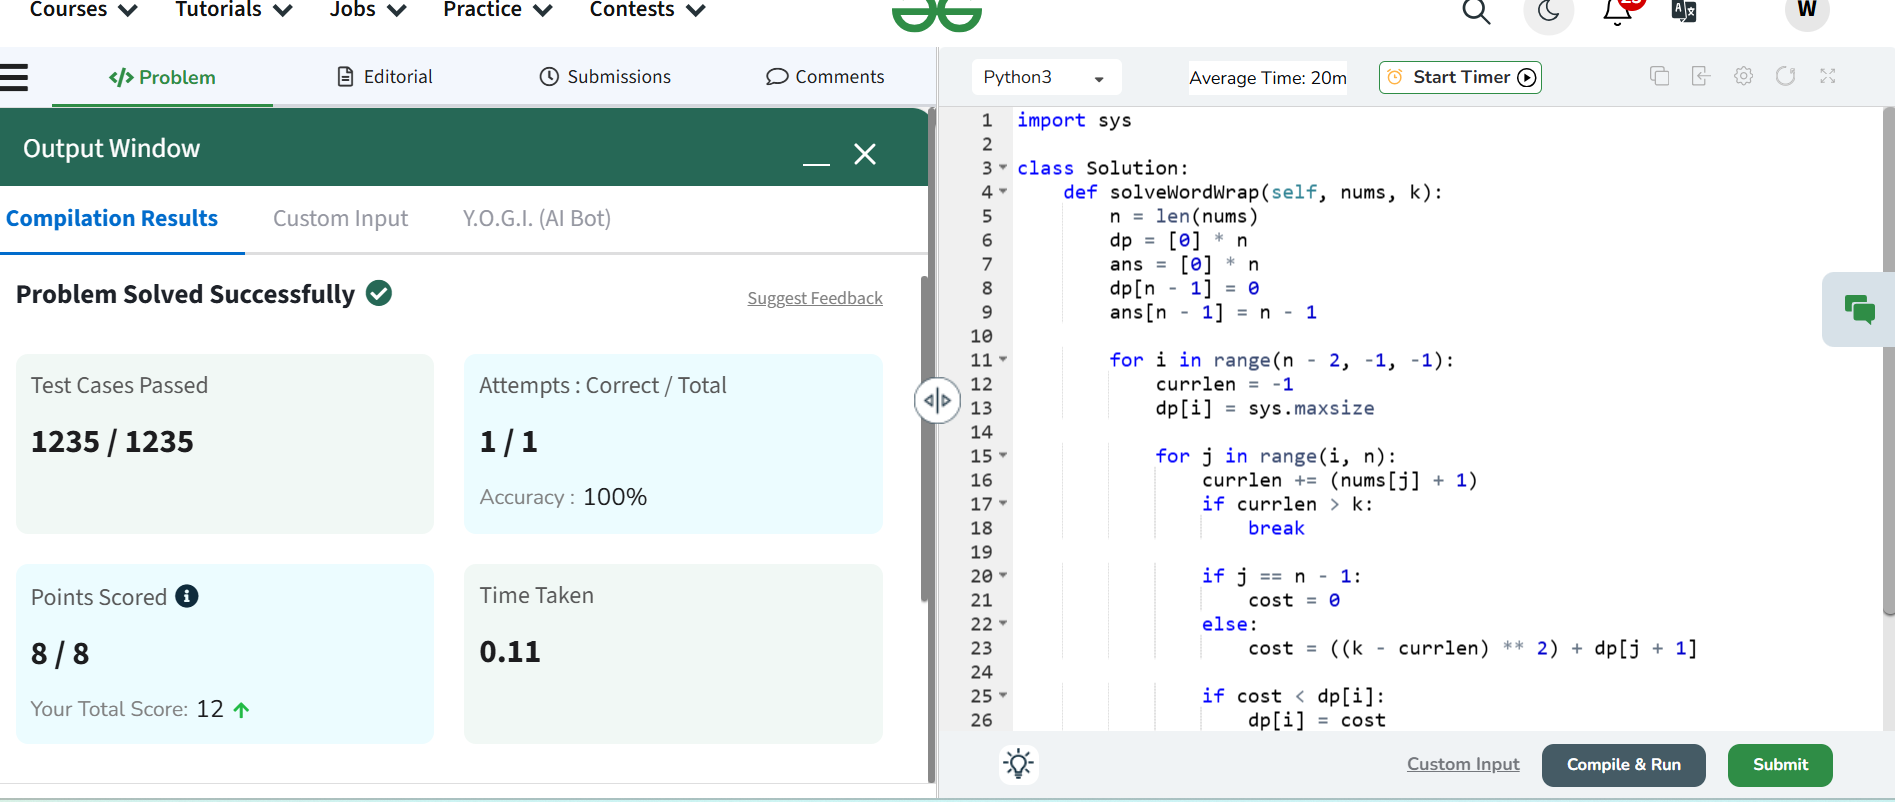 Courses Tutorials Jobs Practice Contests
W
Problem Editorial Submissions Comments
Output Window
Compilation Results Custom Input Y.O.G.I. (AI Bot)
Problem Solved Successfully
Suggest Feedback
Test Cases Passed
1235 / 1235
Attempts : Correct / Total
1 / 1
Accuracy : 100%
Points Scored
8 / 8
Your Total Score: 12
Time Taken
0.11
Python3
Average Time: 20m
Start Timer
1 import sys
2
3 class Solution:
4     def solveWordWrap(self, nums, k):
5         n = len(nums)
6         dp = [0] * n
7         ans = [0] * n
8         dp[n - 1] = 0
9         ans[n - 1] = n - 1
10
11         for i in range(n - 2, -1, -1):
12             currlen = -1
13             dp[i] = sys.maxsize
14
15             for j in range(i, n):
16                 currlen += (nums[j] + 1)
17                 if currlen > k:
18                     break
19
20                 if j == n - 1:
21                     cost = 0
22                 else:
23                     cost = ((k - currlen) ** 2) + dp[j + 1]
24
25                 if cost < dp[i]:
26                     dp[i] = cost
Custom Input
Compile & Run
Submit